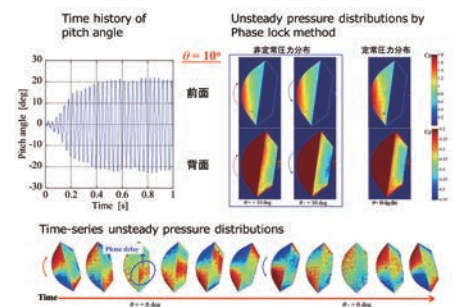 Time history of
pitch angle
Unsteady pressure distributions by
Phase lock method
θ = 10°
非定常圧力分布
定常圧力分布
前面
背面
Pitch angle [deg]
30
20
10
0
-10
-20
-30
0
0.2
0.4
0.6
0.8
1
Time [s]
Time-series unsteady pressure distributions
Phase delay
Time